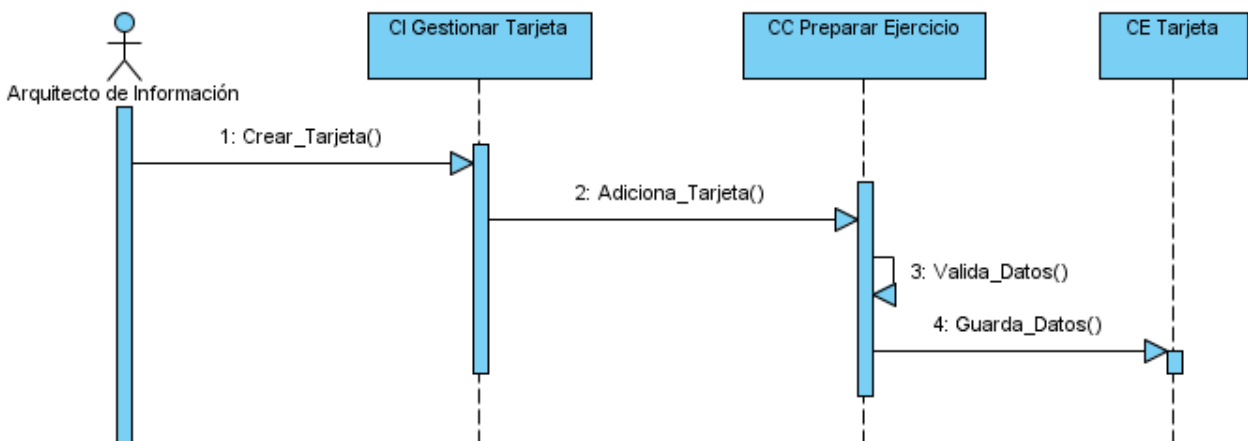 CI Gestionar Tarjeta
CC Preparar Ejercicio
CE Tarjeta
Arquitecto de Información
1: Crear_Tarjeta()
2: Adiciona_Tarjeta()
3: Valida_Datos()
4: Guarda_Datos()